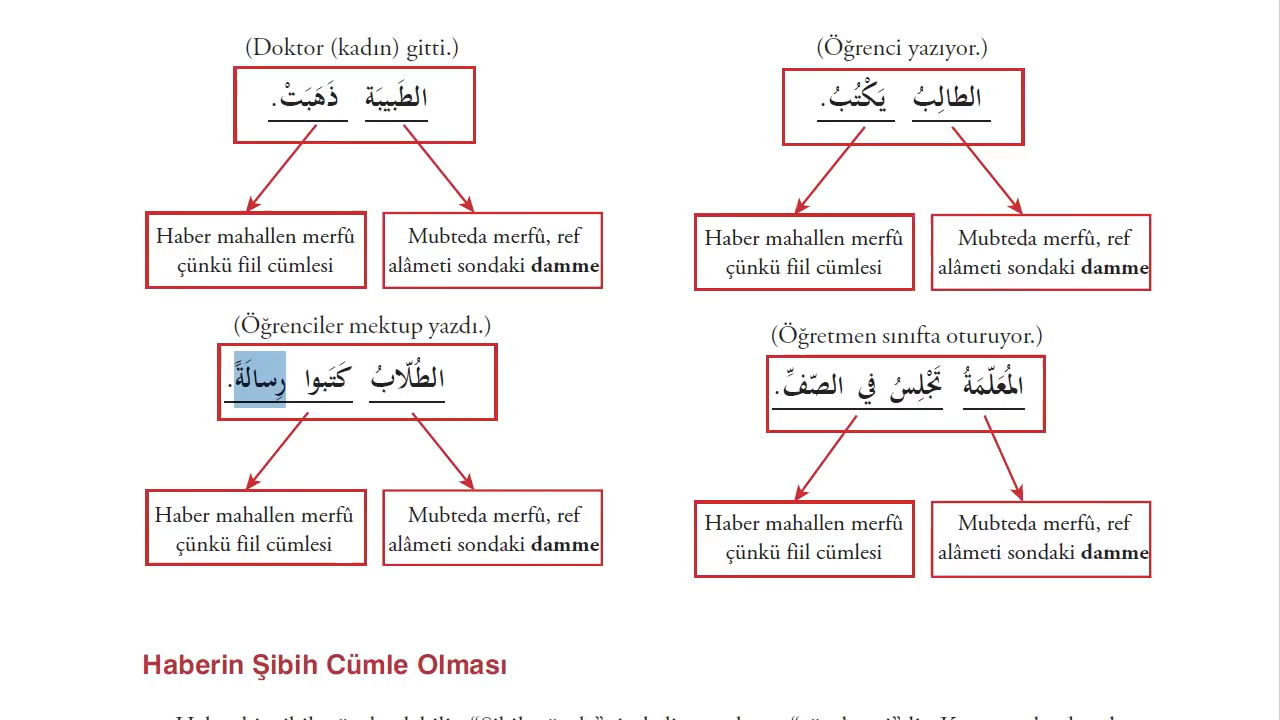 (Doktor (kadın) gitti.)
الطَبيبَة ذَهَبَتْ.
Haber mahallen merfû
çünkü fiil cümlesi
Mubteda merfû, ref
alâmeti sondaki damme
(Öğrenci yazıyor.)
الطالِبُ يَكْتُبُ.
Haber mahallen merfû
çünkü fiil cümlesi
Mubteda merfû, ref
alâmeti sondaki damme
(Öğrenciler mektup yazdı.)
الطُلّابُ كَتَبوا رِسالَةً.
Haber mahallen merfû
çünkü fiil cümlesi
Mubteda merfû, ref
alâmeti sondaki damme
(Öğretmen sınıfta oturuyor.)
المُعَلّمَةُ تَجْلِسُ في الصّفِّ.
Haber mahallen merfû
çünkü fiil cümlesi
Mubteda merfû, ref
alâmeti sondaki damme
Haberin Şibih Cümle Olması